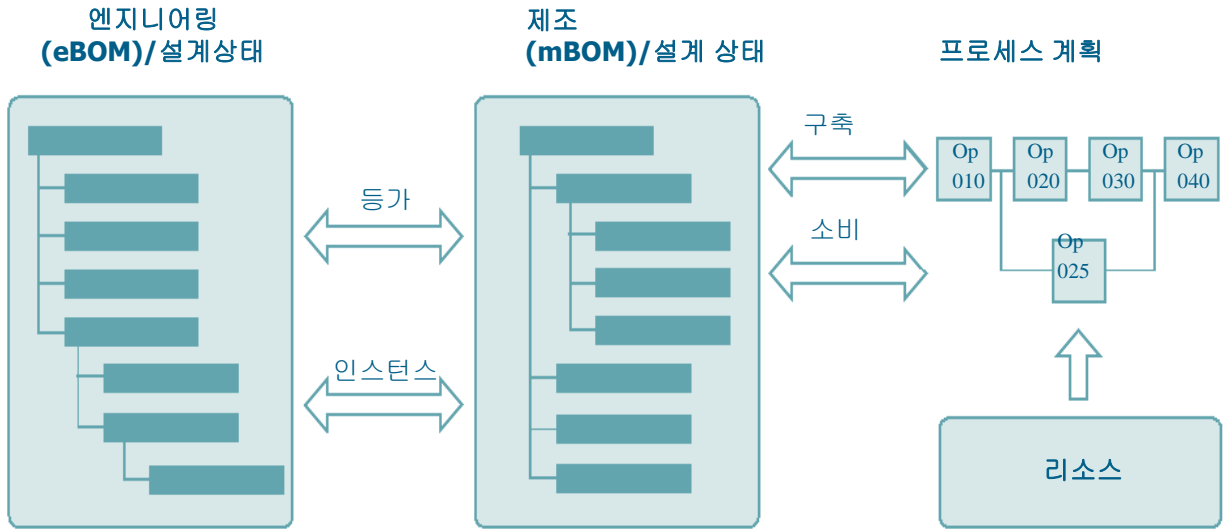 엔지니어링
(eBOM)/설계상태
제조
(mBOM)/설계 상태
프로세스 계획
등가
인스턴스
구축
소비
Op
010
Op
020
Op
030
Op
040
Op
025
리소스